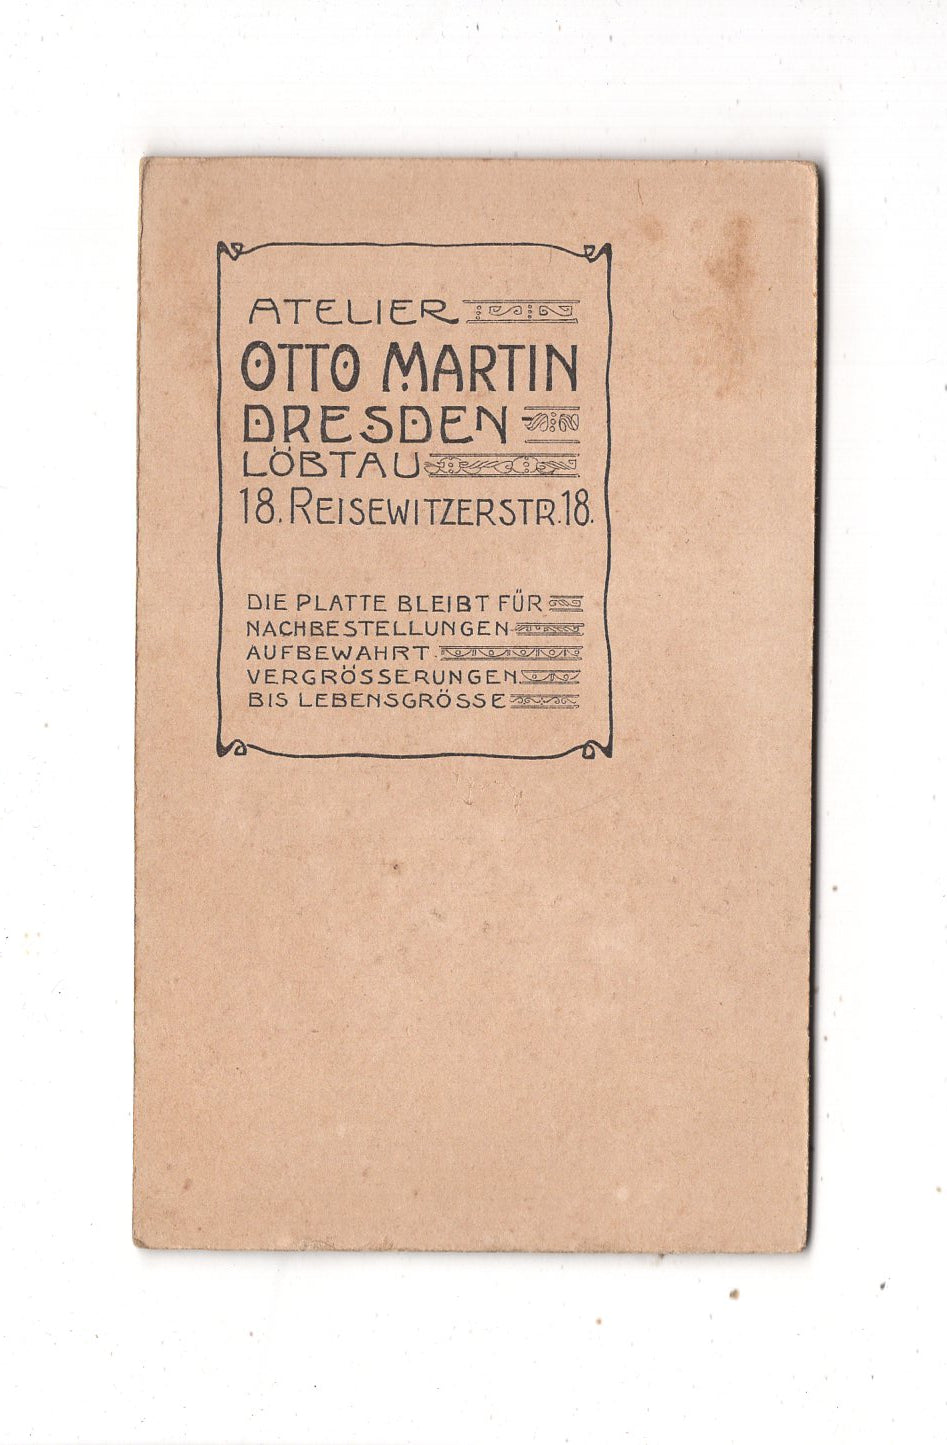 ATELIER
OTTO MARTIN
DRESDEN
LÖBTAU
18. REISEWITZERSTR. 18.
DIE PLATTE BLEIBT FÜR
NACHBESTELLUNGEN
AUFBEWAHRT.
VERGRÖSSERUNGEN
BIS LEBENSGRÖSSE